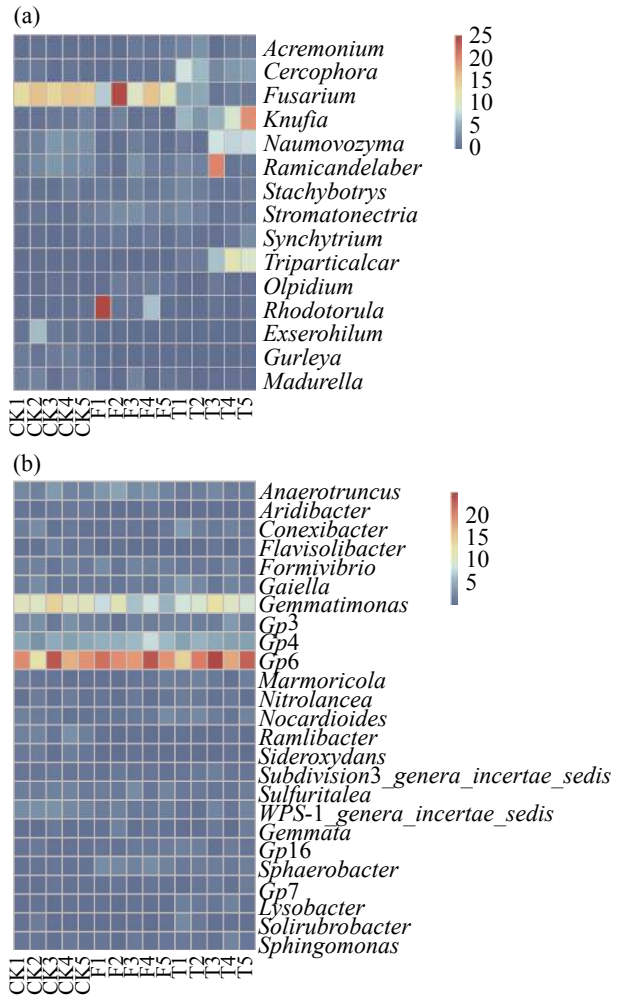 (a)
Acremonium
Cercophora
Fusarium
Knufia
Naumovozyma
Ramicandelaber
Stachybotrys
Stromatonectria
Synchytrium
Triparticalcar
Olpidium
Rhodotorula
Exserohilum
Gurleya
Madurella
25
20
15
10
5
0
CK1
CK2
CK3
CK4
CK5
F1
F2
F3
F4
F5
T1
T2
T3
T4
T5
(b)
Anaerotruncus
Aridibacter
Conexibacter
Flavisolibacter
Formivibrio
Gaiella
Gemmatimonas
Gp3
Gp4
Gp6
Marmoricola
Nitrolancea
Nocardioides
Ramlibacter
Sideroxydans
Subdivision3_genera_incertae_sedis
Sulfuritalea
WPS-1_genera_incertae_sedis
Gemmata
Gp16
Sphaerobacter
Gp7
Lysobacter
Solirubrobacter
Sphingomonas
20
15
10
5
CK1
CK2
CK3
CK4
CK5
F1
F2
F3
F4
F5
T1
T2
T3
T4
T5